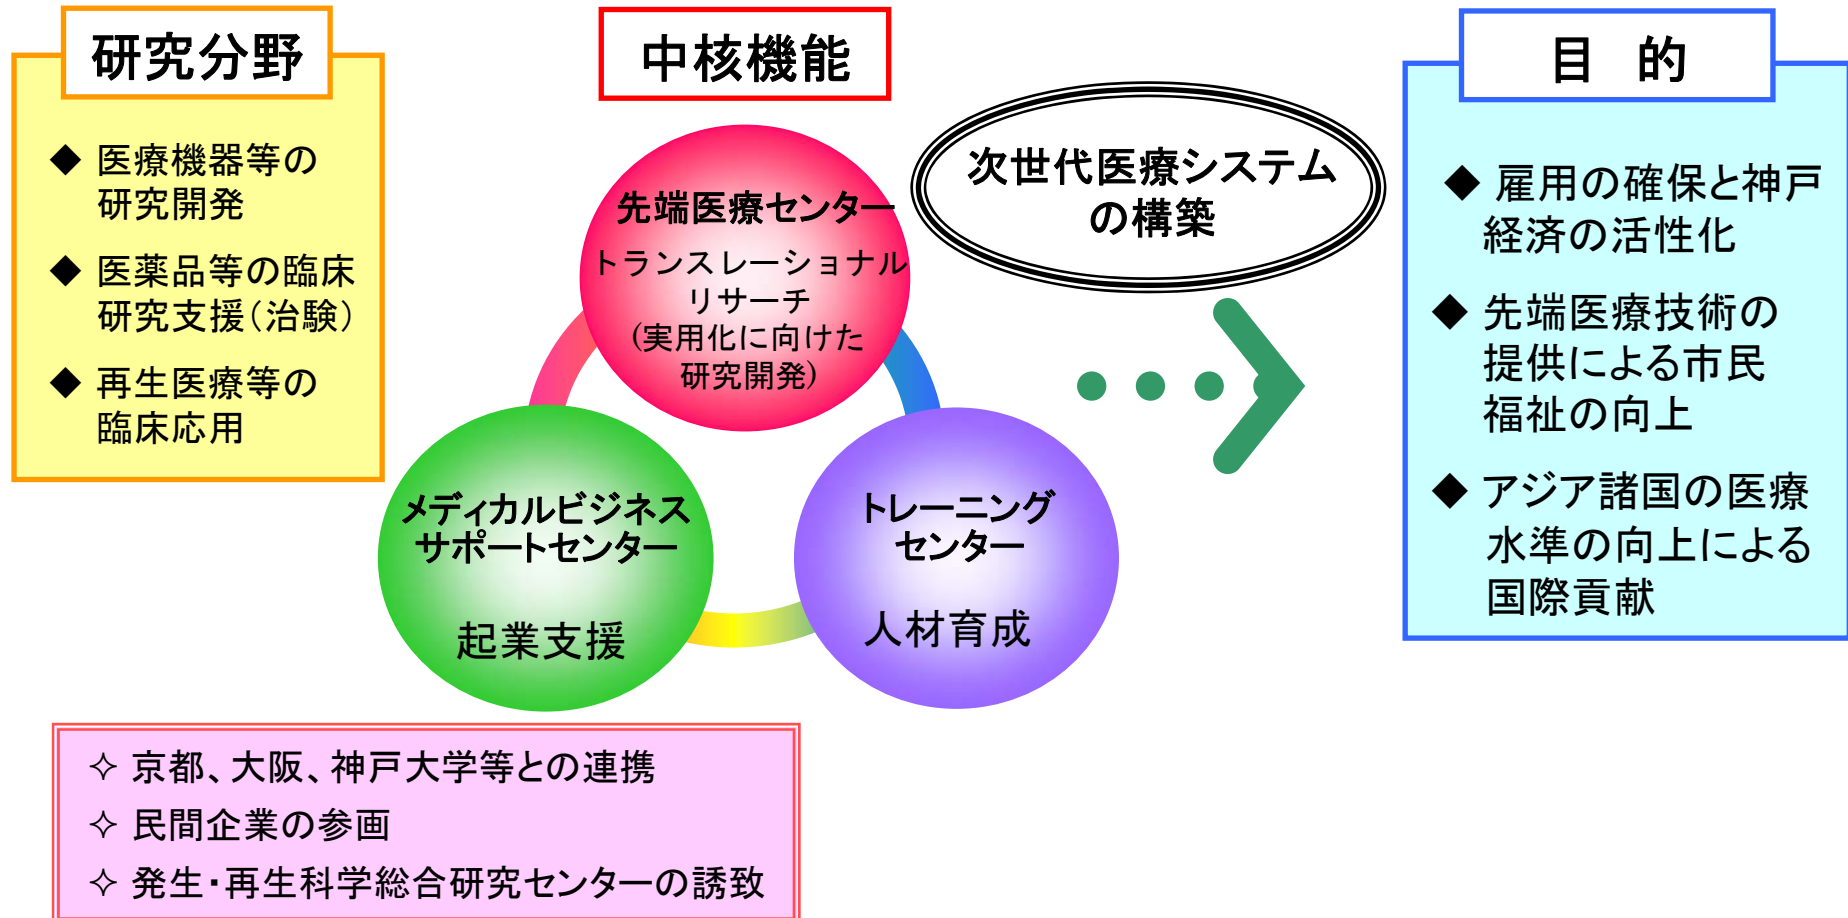 研究分野
◆ 医療機器等の
研究開発
◆ 医薬品等の臨床
研究支援(治験)
◆ 再生医療等の
臨床応用
中核機能
先端医療センター
トランスレーショナル
リサーチ
(実用化に向けた
研究開発)
メディカルビジネス
サポートセンター
起業支援
トレーニング
センター
人材育成
次世代医療システム
の構築
目 的
◆ 雇用の確保と神戸
経済の活性化
◆ 先端医療技術の
提供による市民
福祉の向上
◆ アジア諸国の医療
水準の向上による
国際貢献
✧ 京都、大阪、神戸大学等との連携
✧ 民間企業の参画
✧ 発生・再生科学総合研究センターの誘致